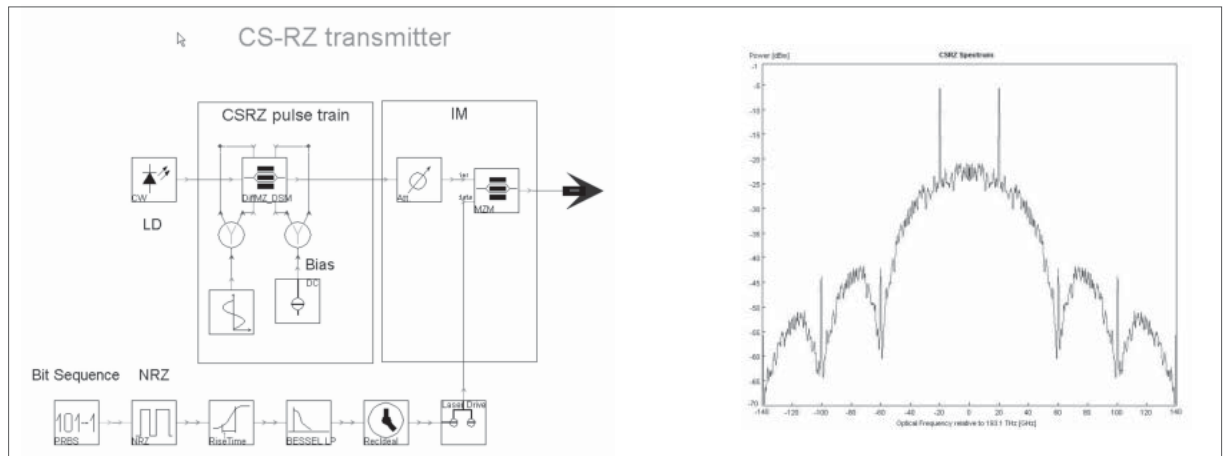 CS-RZ transmitter
CSRZ pulse train
IM
CW
LD
DiffMZ_DSM
Att.
MZM
Bias
DC
Bit Sequence
NRZ
Laser Drive
101-1
PRBS
NRZ
RiseTime
BESSEL LP
RecIdeal
Power [dBm]
CSRZ Spectrum
-1
-5
-10
-15
-20
-25
-30
-35
-40
-45
-50
-55
-60
-65
-70
-140 -120 -100 -80 -60 -40 -20 0 20 40 60 80 100 120 140
Optical Frequency relative to 193.1 THz [GHz]